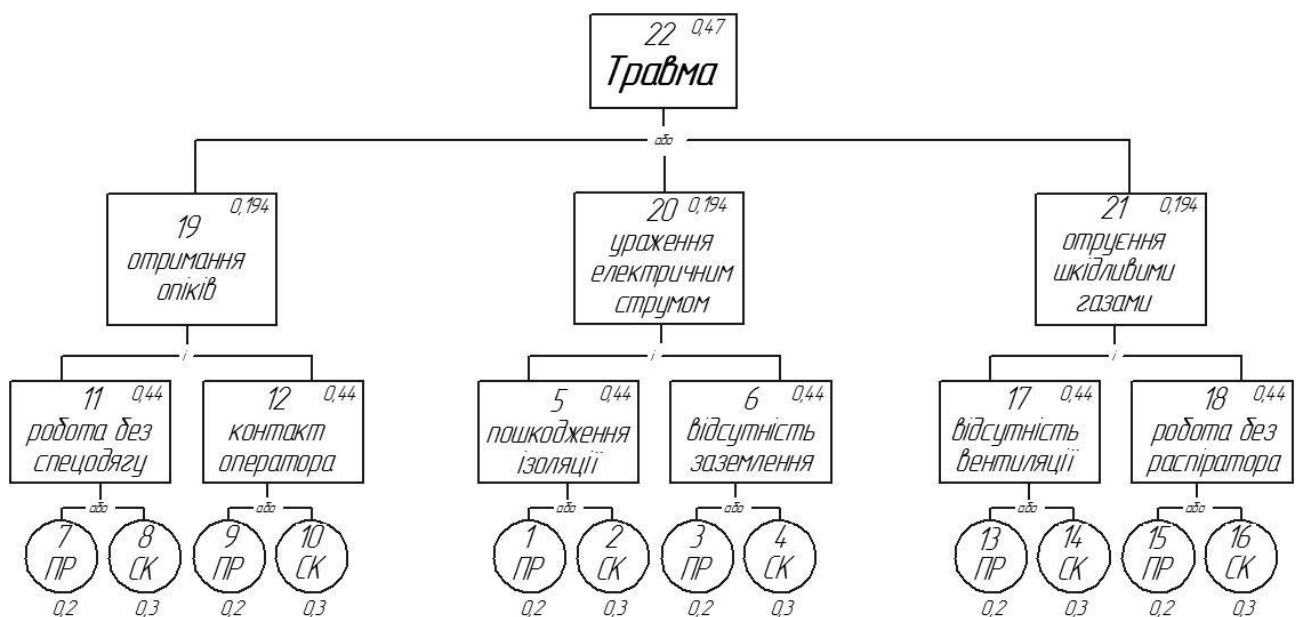 22 0,47
Травма
або
19 0,194
отримання
опіків
20 0,194
ураження
електричним
струмом
21 0,194
отруєння
шкідливими
газами
і
і
і
11 0,44
робота без
спецодягу
12 0,44
контакт
оператора
5 0,44
пошкодження
ізоляції
6 0,44
відсутність
заземлення
17 0,44
відсутність
вентиляції
18 0,44
робота без
распіратора
або
або
або
або
або
або
7
ПР
0,2
8
СК
0,3
9
ПР
0,2
10
СК
0,3
1
ПР
0,2
2
СК
0,3
3
ПР
0,2
4
СК
0,3
13
ПР
0,2
14
СК
0,3
15
ПР
0,2
16
СК
0,3